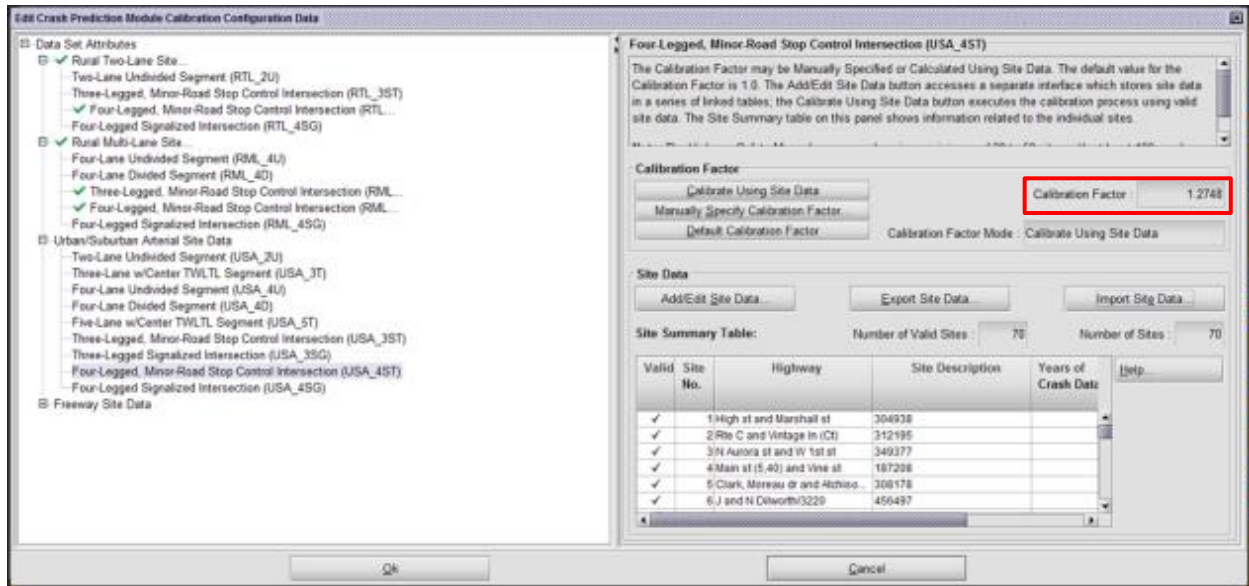 Edit Crash Prediction Module Calibration Configuration Data
Data Set Attributes
Rural Two-Lane Site...
Two-Lane Undivided Segment (RTL_2U)
Three-Legged, Minor-Road Stop Control Intersection (RTL_3ST)
Four-Legged, Minor-Road Stop Control Intersection (RTL...
Four-Legged Signalized Intersection (RTL_4SG)
Rural Multi-Lane Site...
Four-Lane Undivided Segment (RML_4U)
Four-Lane Divided Segment (RML_4D)
Three-Legged, Minor-Road Stop Control Intersection (RML...
Four-Legged, Minor-Road Stop Control Intersection (RML...
Four-Legged Signalized Intersection (RML_4SG)
Urban/Suburban Arterial Site Data
Two-Lane Undivided Segment (USA_2U)
Three-Lane w/Center TWLTL Segment (USA_3T)
Four-Lane Undivided Segment (USA_4U)
Four-Lane Divided Segment (USA_4D)
Five-Lane w/Center TWLTL Segment (USA_5T)
Three-Legged, Minor-Road Stop Control Intersection (USA_3ST)
Three-Legged Signalized Intersection (USA_3SG)
Four-Legged, Minor-Road Stop Control Intersection (USA_4ST)
Four-Legged Signalized Intersection (USA_4SG)
Freeway Site Data
Four-Legged, Minor-Road Stop Control Intersection (USA_4ST)
The Calibration Factor may be Manually Specified or Calculated Using Site Data. The default value for the
Calibration Factor is 1.0. The Add/Edit Site Data button accesses a separate interface which stores site data
in a series of linked tables; the Calibrate Using Site Data button executes the calibration process using valid
site data. The Site Summary table on this panel shows information related to the individual sites.
Calibration Factor
Calibrate Using Site Data
Calibration Factor : 1.2748
Manually Specify Calibration Factor
Default Calibration Factor
Calibration Factor Mode : Calibrate Using Site Data
Site Data
Add/Edit Site Data... Export Site Data... Import Site Data...
Site Summary Table: Number of Valid Sites : 70 Number of Sites : 70
Valid Site No. Highway Site Description Years of Crash Data Help...
1 High st and Marshall st 304938
2 Rte C and Vintage ln (Ct) 312195
3 N Aurora st and W 1st st 349377
4 Main st (5,40) and Vine st 187208
5 Clark, Moreau dr and Atchiso... 308178
6 J and N Dilworth/3220 456497
Ok Cancel